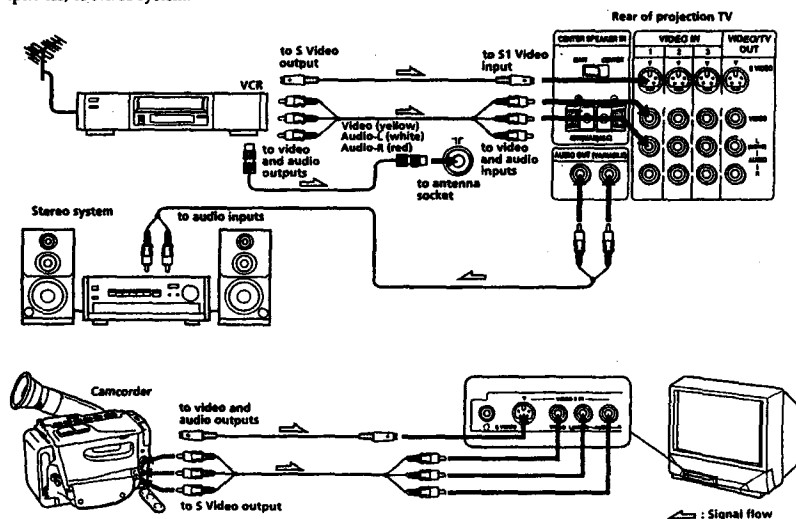 Rear of projection TV
to S Video output
to S1 Video input
CENTER SPEAKER IN
VIDEO IN
VIDEO/TV OUT
1 2 3
S VIDEO
VCR
Video (yellow)
Audio-L (white)
Audio-R (red)
to video and audio outputs
to video and audio inputs
to antenna socket
VIDEO
L
AUDIO
R
AUDIO OUT (VARIABLE)
Stereo system
to audio inputs
Camcorder
to video and audio outputs
S VIDEO
to S Video output
: Signal flow